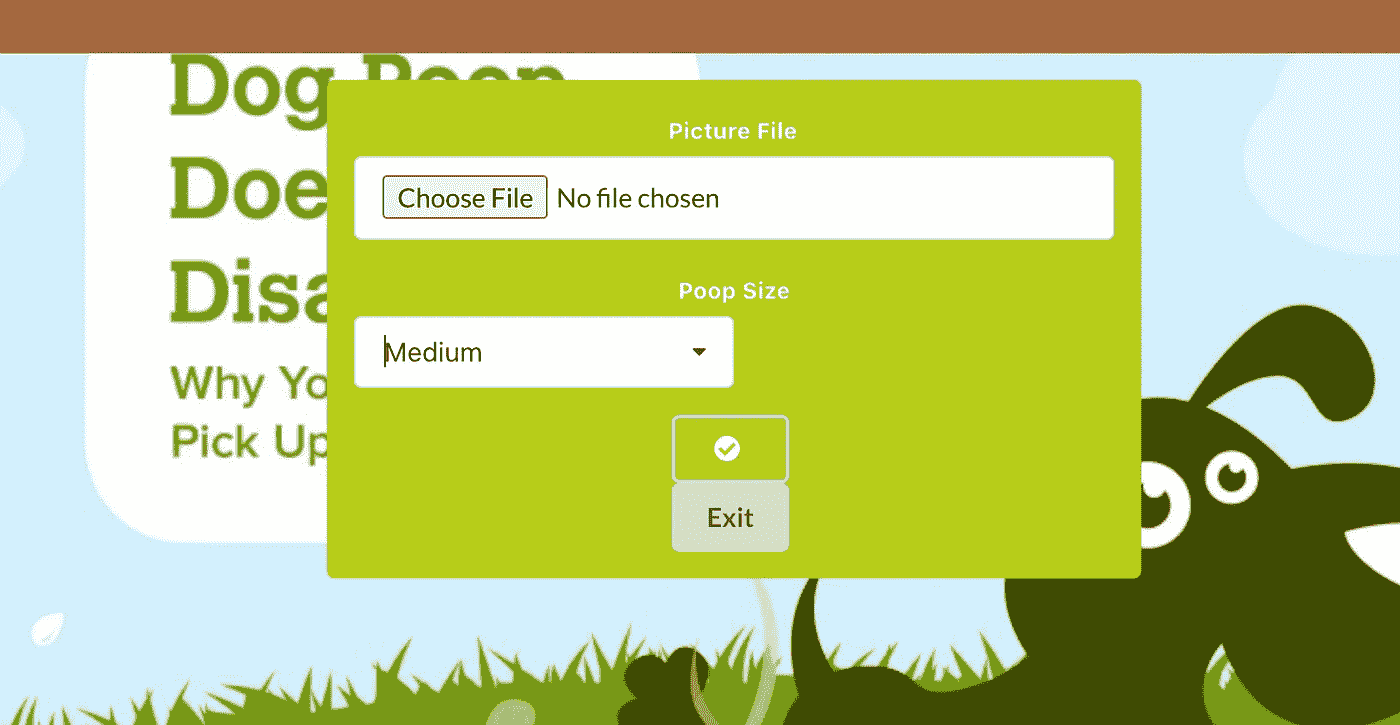 Dog Poop
Doe
Disa
Why Yo
Pick Up
Picture File
Choose File No file chosen
Poop Size
Medium
Exit